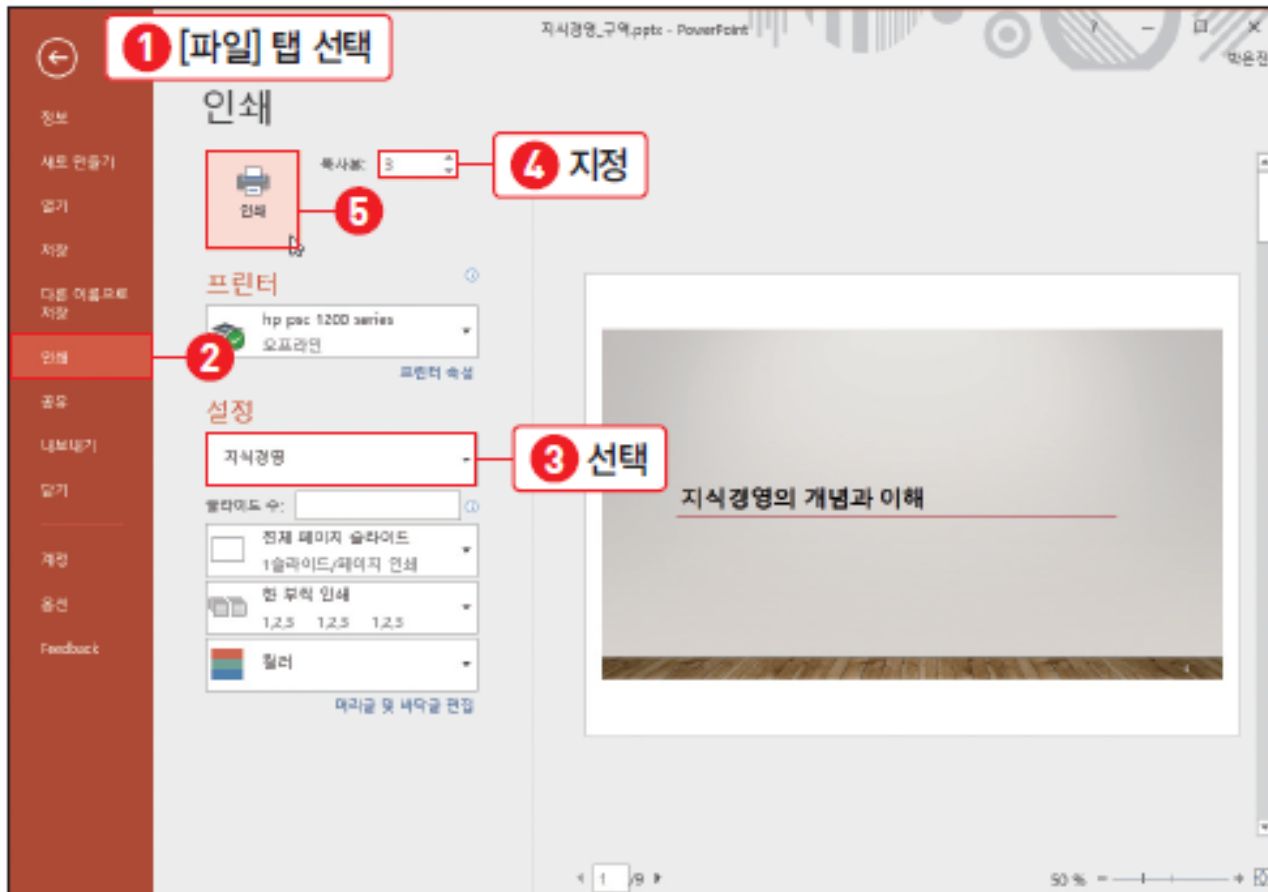 지식경영_구역.pptx - PowerPoint
? 
박은진
1 [파일] 탭 선택
정보
새로 만들기
열기
저장
다른 이름으로
저장
인쇄
공유
내보내기
닫기
계정
옵션
Feedback
인쇄
인쇄
복사본: 3
4 지정
5
프린터
hp psc 1200 series
오프라인
프린터 속성
2
설정
지식경영
3 선택
슬라이드 수:
전체 페이지 슬라이드
1슬라이드/페이지 인쇄
한 부씩 인쇄
1,2,3 1,2,3 1,2,3
컬러
머리글 및 바닥글 편집
지식경영의 개념과 이해
4
1 /9
50 %